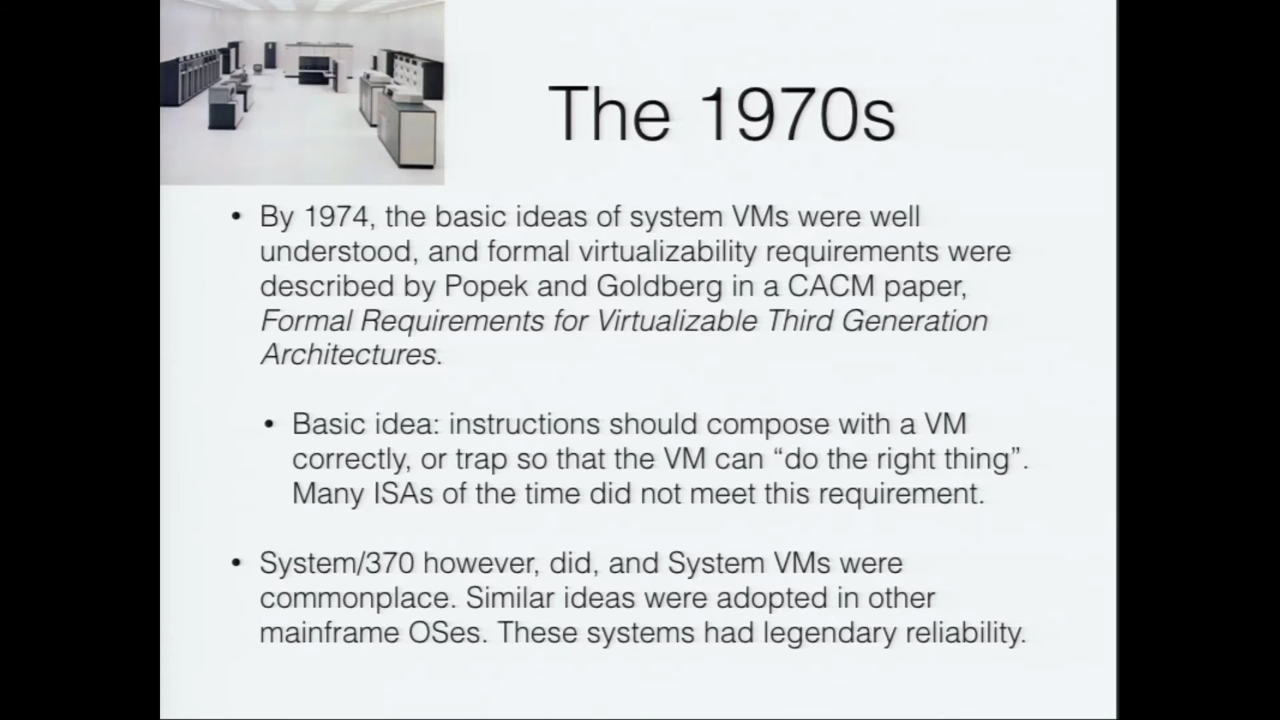 The 1970s
• By 1974, the basic ideas of system VMs were well
understood, and formal virtualizability requirements were
described by Popek and Goldberg in a CACM paper,
Formal Requirements for Virtualizable Third Generation
Architectures.
• Basic idea: instructions should compose with a VM
correctly, or trap so that the VM can “do the right thing”.
Many ISAs of the time did not meet this requirement.
• System/370 however, did, and System VMs were
commonplace. Similar ideas were adopted in other
mainframe OSes. These systems had legendary reliability.